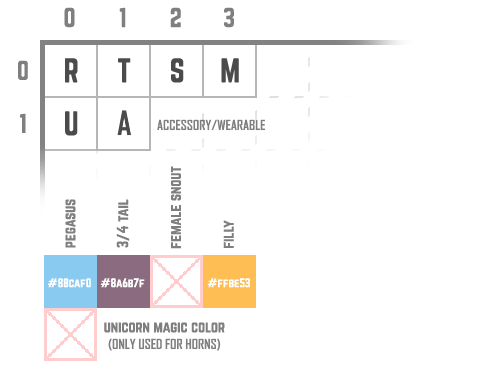 0 1 2 3
0 R T S M
1 U A ACCESSORY/WEARABLE
PEGASUS
3/4 TAIL
FEMALE SNOUT
FILLY
#88CAF0 #8A6B7F #FFBE53
UNICORN MAGIC COLOR
(ONLY USED FOR HORNS)